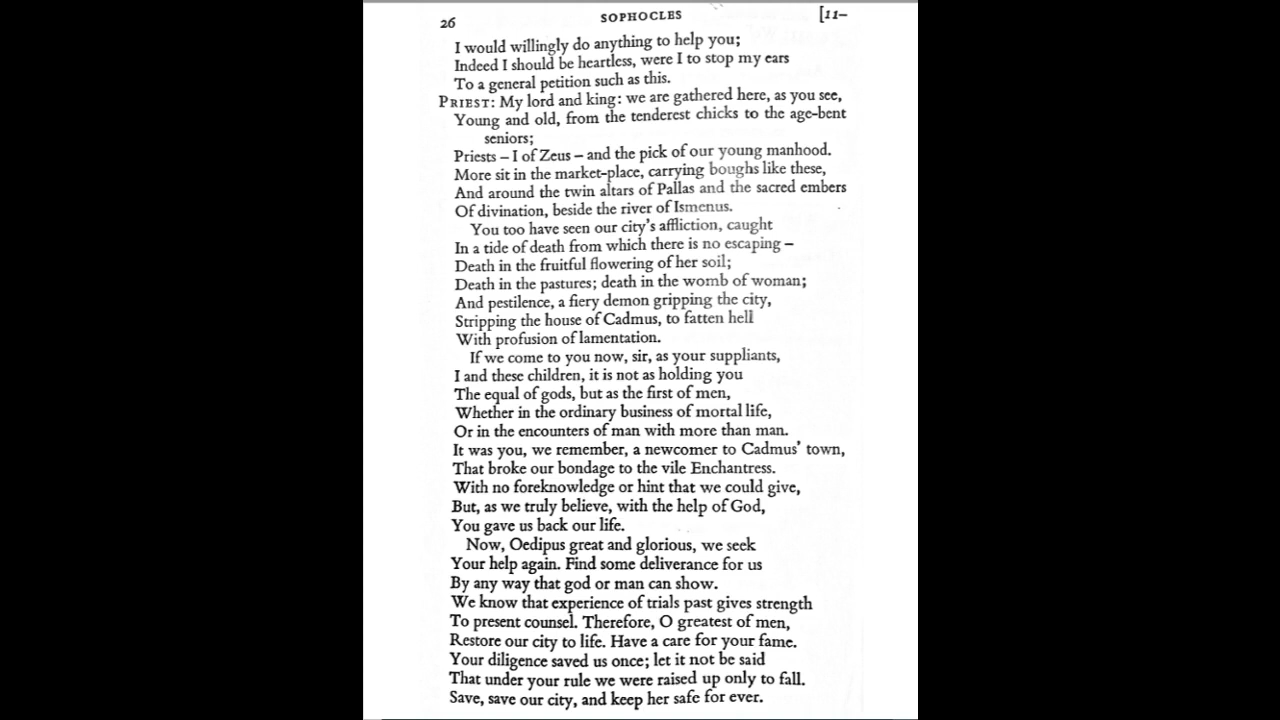 26 SOPHOCLES [11–
I would willingly do anything to help you;
Indeed I should be heartless, were I to stop my ears
To a general petition such as this.
PRIEST: My lord and king: we are gathered here, as you see,
Young and old, from the tenderest chicks to the age-bent
seniors;
Priests – I of Zeus – and the pick of our young manhood.
More sit in the market-place, carrying boughs like these,
And around the twin altars of Pallas and the sacred embers
Of divination, beside the river of Ismenus.
You too have seen our city's affliction, caught
In a tide of death from which there is no escaping –
Death in the fruitful flowering of her soil;
Death in the pastures; death in the womb of woman;
And pestilence, a fiery demon gripping the city,
Stripping the house of Cadmus, to fatten hell
With profusion of lamentation.
If we come to you now, sir, as your suppliants,
I and these children, it is not as holding you
The equal of gods, but as the first of men,
Whether in the ordinary business of mortal life,
Or in the encounters of man with more than man.
It was you, we remember, a newcomer to Cadmus' town,
That broke our bondage to the vile Enchantress.
With no foreknowledge or hint that we could give,
But, as we truly believe, with the help of God,
You gave us back our life.
Now, Oedipus great and glorious, we seek
Your help again. Find some deliverance for us
By any way that god or man can show.
We know that experience of trials past gives strength
To present counsel. Therefore, O greatest of men,
Restore our city to life. Have a care for your fame.
Your diligence saved us once; let it not be said
That under your rule we were raised up only to fall.
Save, save our city, and keep her safe for ever.